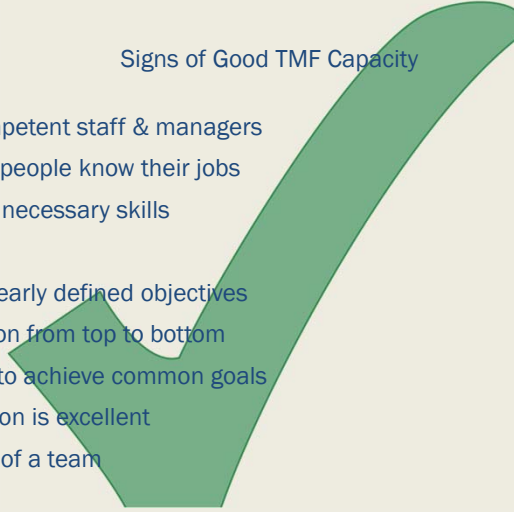 Signs of Good TMF Capacity
petent staff & managers
people know their jobs
necessary skills
early defined objectives
on from top to bottom
to achieve common goals
on is excellent
of a team